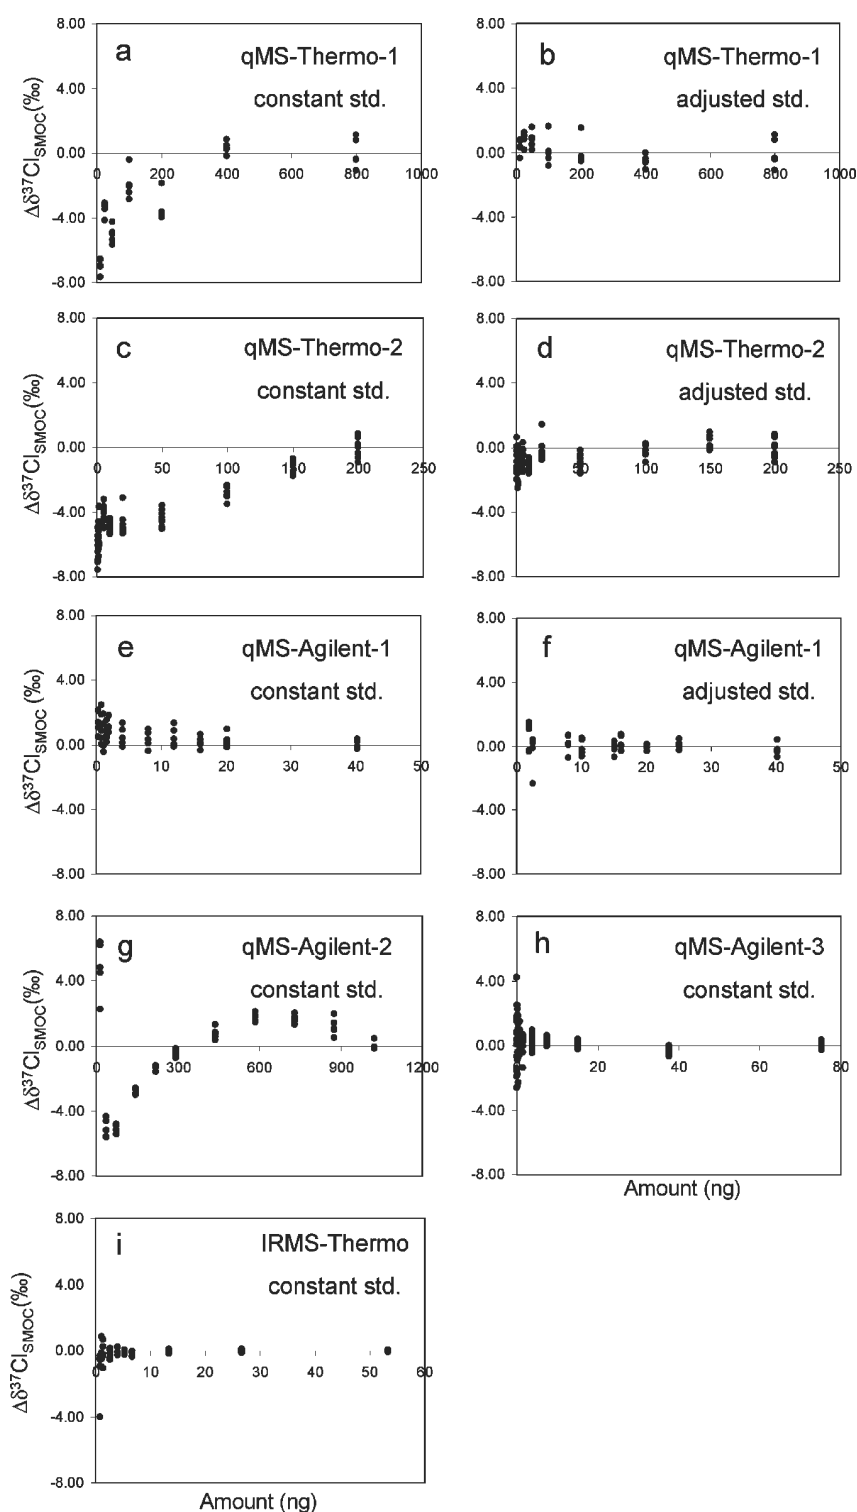 8.00
4.00
0.00
-4.00
-8.00
Δδ³⁷Cl_SMOC(‰)
a
qMS-Thermo-1
constant std.
0 200 400 600 800 1000
8.00
4.00
0.00
-4.00
-8.00
b
qMS-Thermo-1
adjusted std.
0 200 400 600 800 1000
8.00
4.00
0.00
-4.00
-8.00
Δδ³⁷Cl_SMOC(‰)
c
qMS-Thermo-2
constant std.
0 50 100 150 200 250
8.00
4.00
0.00
-4.00
-8.00
d
qMS-Thermo-2
adjusted std.
0 50 100 150 200 250
8.00
4.00
0.00
-4.00
-8.00
Δδ³⁷Cl_SMOC(‰)
e
qMS-Agilent-1
constant std.
0 10 20 30 40 50
8.00
4.00
0.00
-4.00
-8.00
f
qMS-Agilent-1
adjusted std.
0 10 20 30 40 50
8.00
4.00
0.00
-4.00
-8.00
Δδ³⁷Cl_SMOC(‰)
g
qMS-Agilent-2
constant std.
0 300 600 900 1200
8.00
4.00
0.00
-4.00
-8.00
h
qMS-Agilent-3
constant std.
0 20 40 60 80
Amount (ng)
8.00
4.00
0.00
-4.00
-8.00
Δδ³⁷Cl_SMOC(‰)
i
IRMS-Thermo
constant std.
0 10 20 30 40 50 60
Amount (ng)